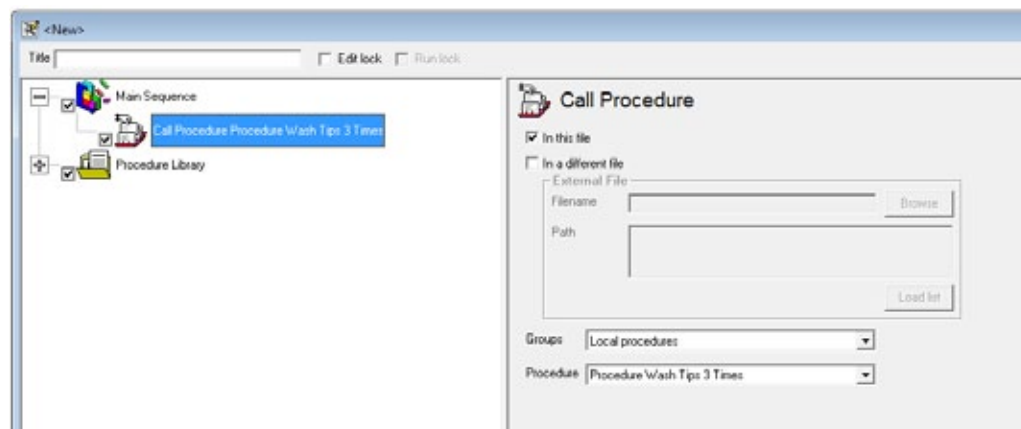 <New>
Title
Edit lock
Run lock
Main Sequence
Call Procedure Procedure Wash Tips 3 Times
Procedure Library
Call Procedure
In this file
In a different file
External File
Filename
Browse
Path
Load list
Groups
Local procedures
Procedure
Procedure Wash Tips 3 Times